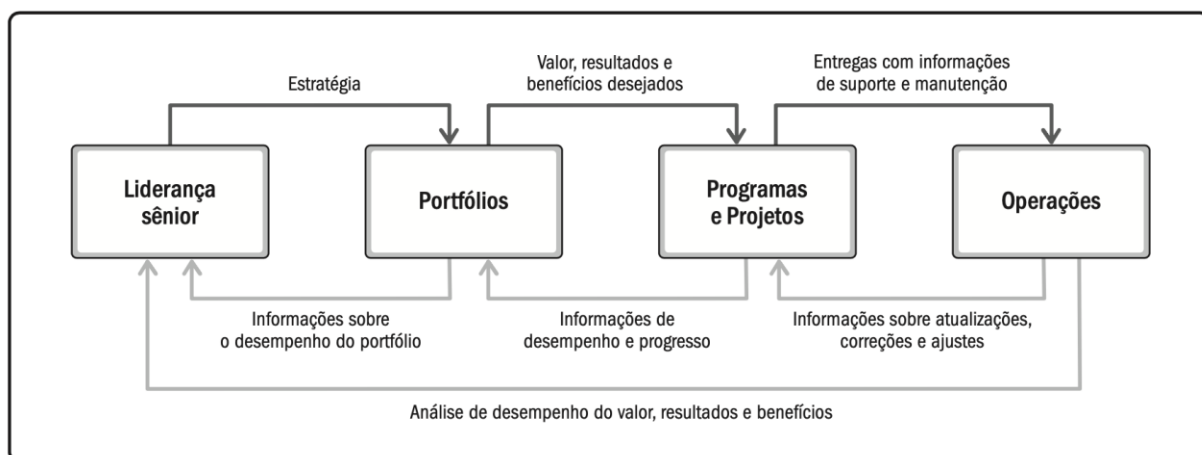 Estratégia
Valor, resultados e
benefícios desejados
Entregas com informações
de suporte e manutenção
Liderança
sênior
Portfólios
Programas
e Projetos
Operações
Informações sobre
o desempenho do portfólio
Informações de
desempenho e progresso
Informações sobre atualizações,
correções e ajustes
Análise de desempenho do valor, resultados e benefícios